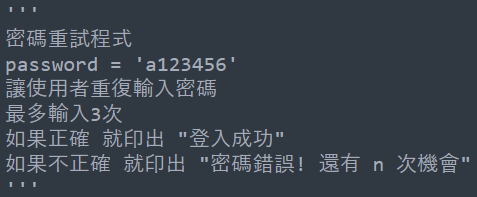 '''
密碼重試程式
password = 'a123456'
讓使用者重復輸入密碼
最多輸入3次
如果正確 就印出 "登入成功"
如果不正確 就印出 "密碼錯誤! 還有 n 次機會"
'''